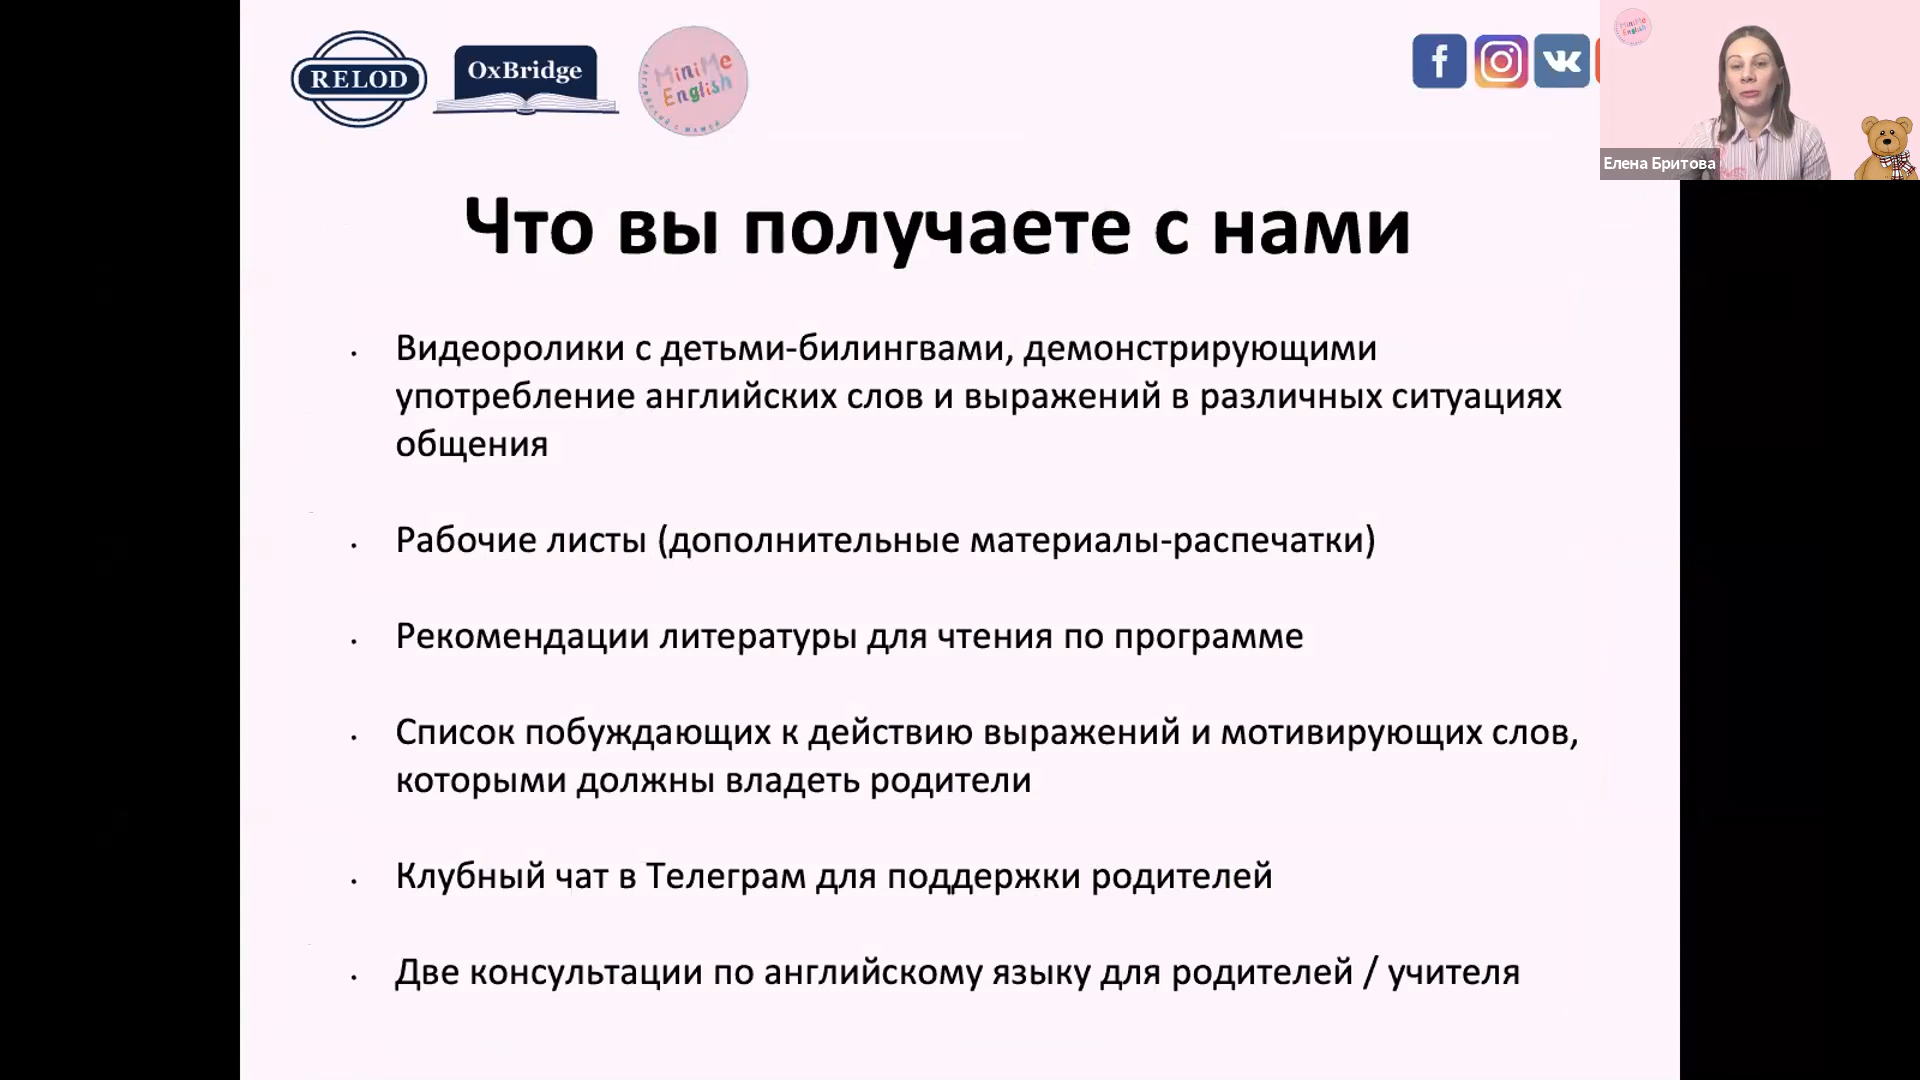 RELOD
OxBridge
MiniMe
English
Елена Бритова
Что вы получаете с нами
• Видеоролики с детьми-билингвами, демонстрирующими
употребление английских слов и выражений в различных ситуациях
общения
• Рабочие листы (дополнительные материалы-распечатки)
• Рекомендации литературы для чтения по программе
• Список побуждающих к действию выражений и мотивирующих слов,
которыми должны владеть родители
• Клубный чат в Телеграм для поддержки родителей
• Две консультации по английскому языку для родителей / учителя